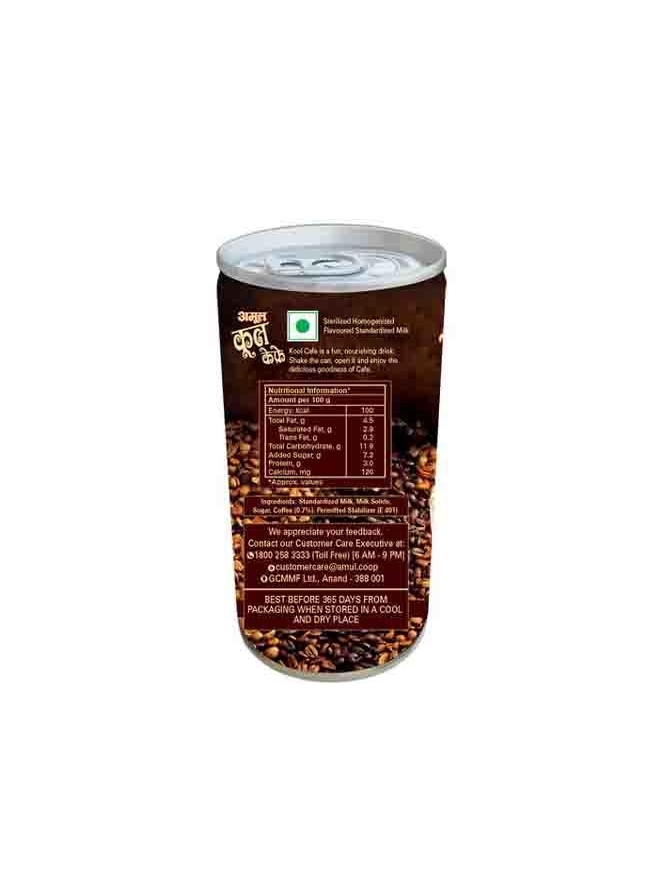 अमूल
कूल
कैफे
Sterilized Homogenized
Flavoured Standardized Milk
Kool Cafe is a fun, nourishing drink.
Shake the can, open it and enjoy the
delicious goodness of Cafe.
Nutritional Information*
Amount per 100 g
Energy, kcal 100
Total Fat, g 4.5
Saturated Fat, g 2.9
Trans Fat, g 0.2
Total Carbohydrate, g 11.9
Added Sugar, g 7.2
Protein, g 3.0
Calcium, mg 120
*Approx. values
Ingredients: Standardized Milk, Milk Solids,
Sugar, Coffee (0.7%), Permitted Stabilizer (E 401)
We appreciate your feedback.
Contact our Customer Care Executive at:
1800 258 3333 (Toll Free) [6 AM - 9 PM]
customercare@amul.coop
GCMMF Ltd., Anand - 388 001
BEST BEFORE 365 DAYS FROM
PACKAGING WHEN STORED IN A COOL
AND DRY PLACE